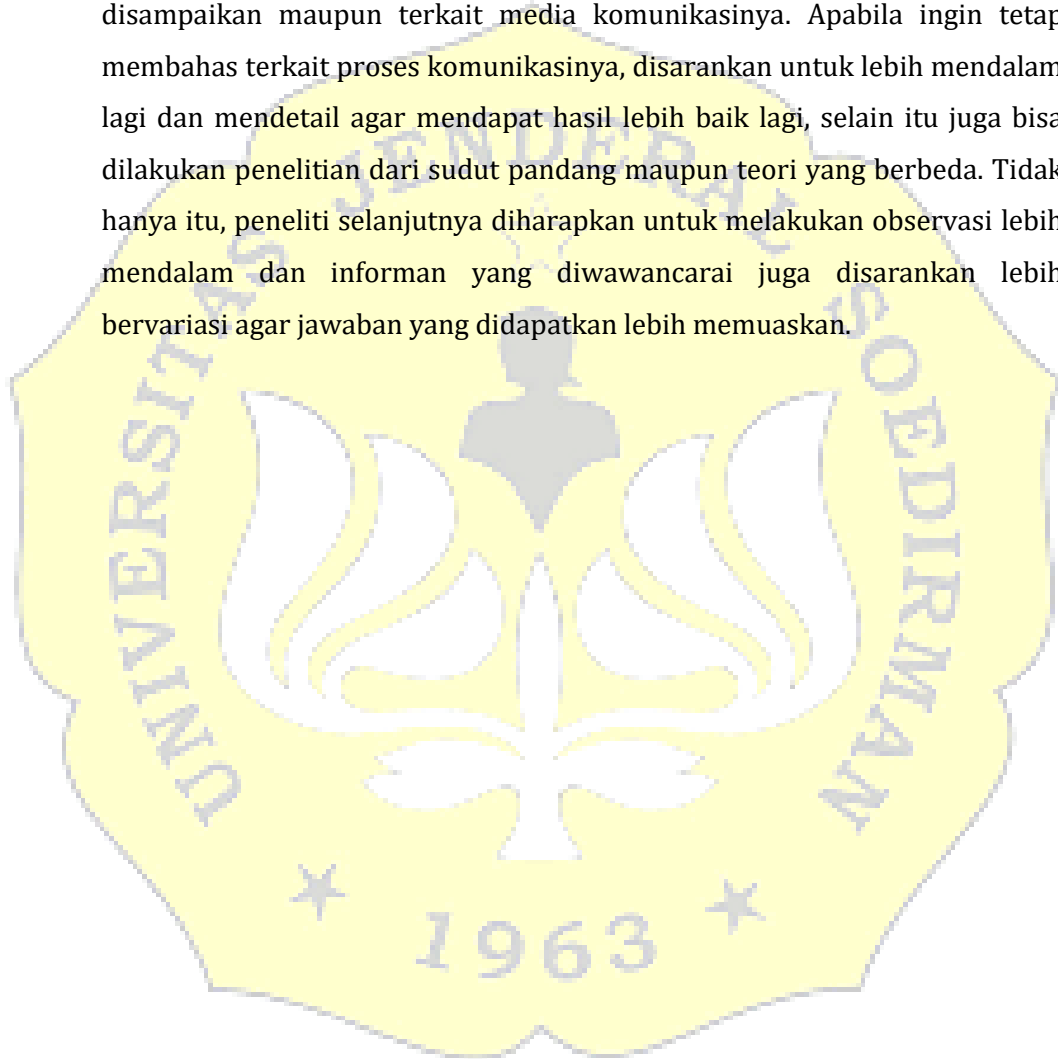 disampaikan maupun terkait media komunikasinya. Apabila ingin tetap
membahas terkait proses komunikasinya, disarankan untuk lebih mendalam
lagi dan mendetail agar mendapat hasil lebih baik lagi, selain itu juga bisa
dilakukan penelitian dari sudut pandang maupun teori yang berbeda. Tidak
hanya itu, peneliti selanjutnya diharapkan untuk melakukan observasi lebih
mendalam dan informan yang diwawancarai juga disarankan lebih
bervariasi agar jawaban yang didapatkan lebih memuaskan.
UNIVERSITAS JENDERAL SOEDIRMAN
1963